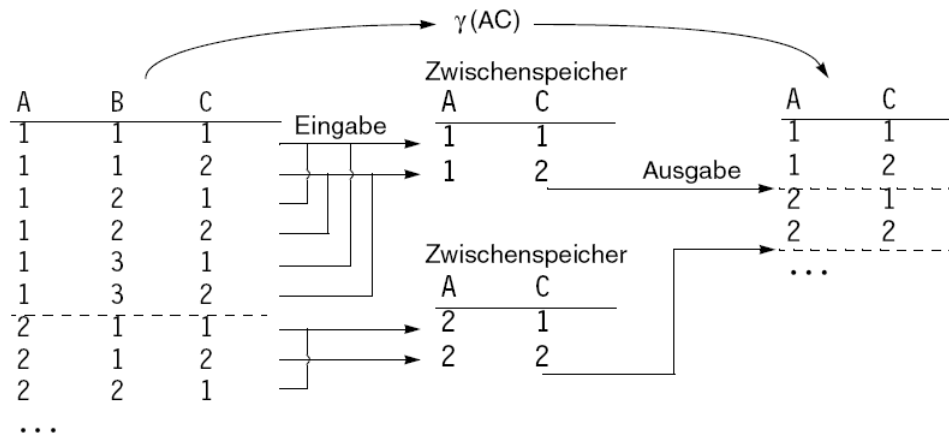 γ(AC)
A B C
1 1 1
1 1 2
1 2 1
1 2 2
1 3 1
1 3 2
2 1 1
2 1 2
2 2 1
...
Eingabe
Zwischenspeicher
A C
1 1
1 2
Zwischenspeicher
A C
2 1
2 2
Ausgabe
A C
1 1
1 2
2 1
2 2
...